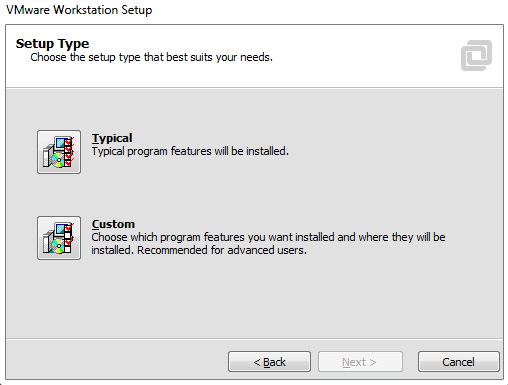 VMware Workstation Setup
Setup Type
Choose the setup type that best suits your needs.
Typical
Typical program features will be installed.
Custom
Choose which program features you want installed and where they will be
installed. Recommended for advanced users.
< Back
Next >
Cancel